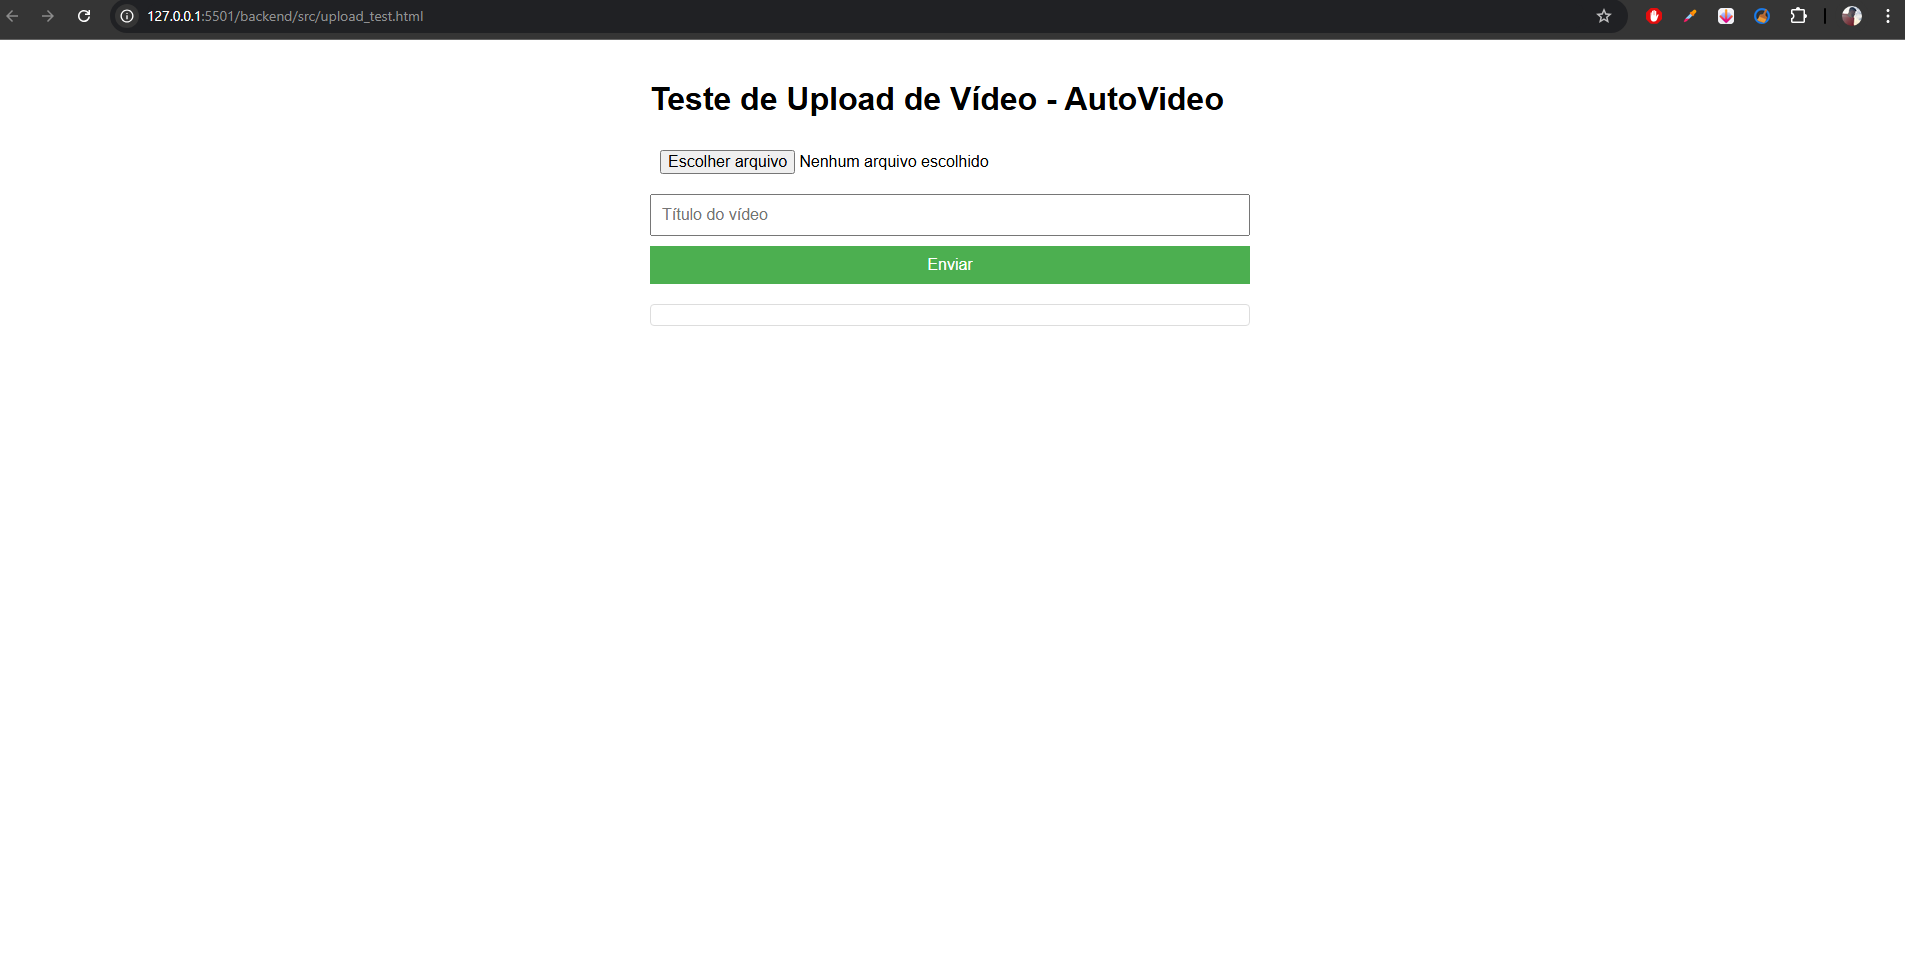 127.0.0.1:5501/backend/src/upload_test.html
Teste de Upload de Vídeo - AutoVideo
Escolher arquivo Nenhum arquivo escolhido
Título do vídeo
Enviar